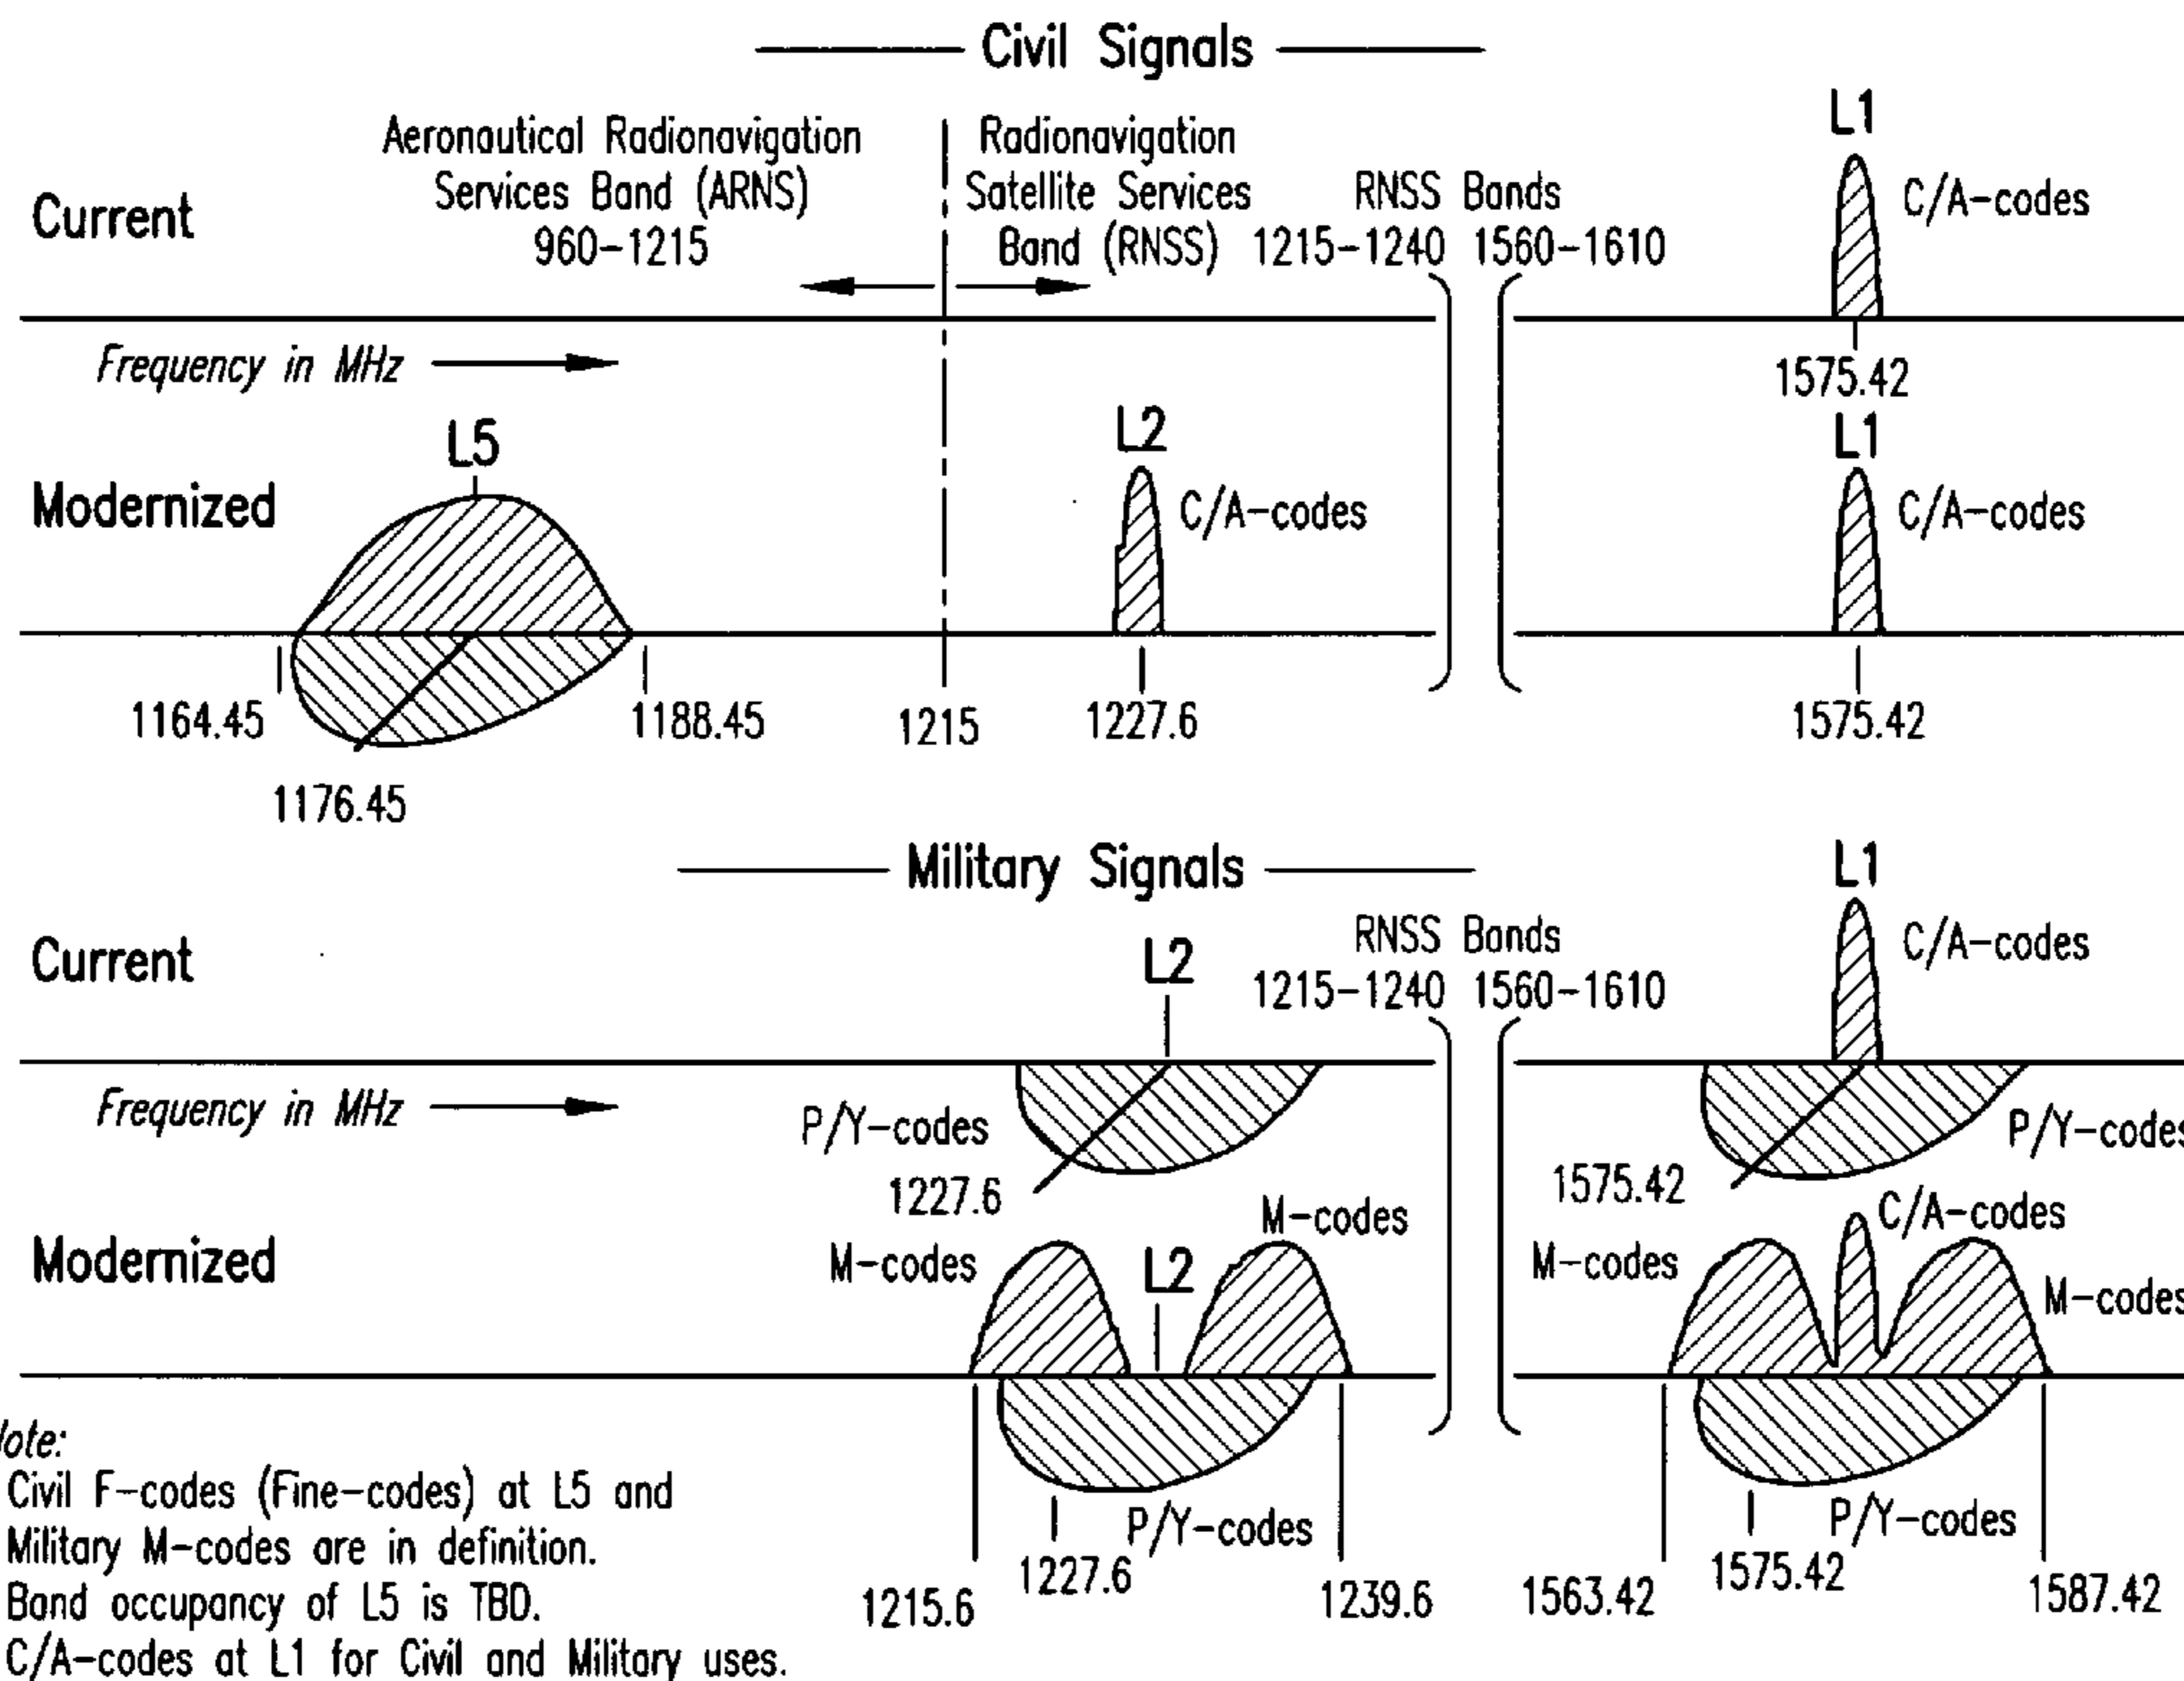 Civil Signals
L1
Aeronautical Radionavigation
Services Band (ARNS)
960-1215
Radionavigation
Satellite Services
Band (RNSS)
RNSS Bands
1215-1240 1560-1610
C/A-codes
Current
Frequency in MHz
1575.42
L5
L2
L1
Modernized
C/A-codes
C/A-codes
1164.45
1188.45
1215
1227.6
1575.42
1176.45
Military Signals
L1
Current
L2
RNSS Bands
1215-1240 1560-1610
C/A-codes
Frequency in MHz
P/Y-codes
1227.6
P/Y-codes
1575.42
Modernized
M-codes
L2
M-codes
M-codes
C/A-codes
M-codes
P/Y-codes
1215.6
1227.6
1239.6
P/Y-codes
1563.42
1575.42
1587.42
Note:
Civil F-codes (Fine-codes) at L5 and
Military M-codes are in definition.
Band occupancy of L5 is TBD.
C/A-codes at L1 for Civil and Military uses.